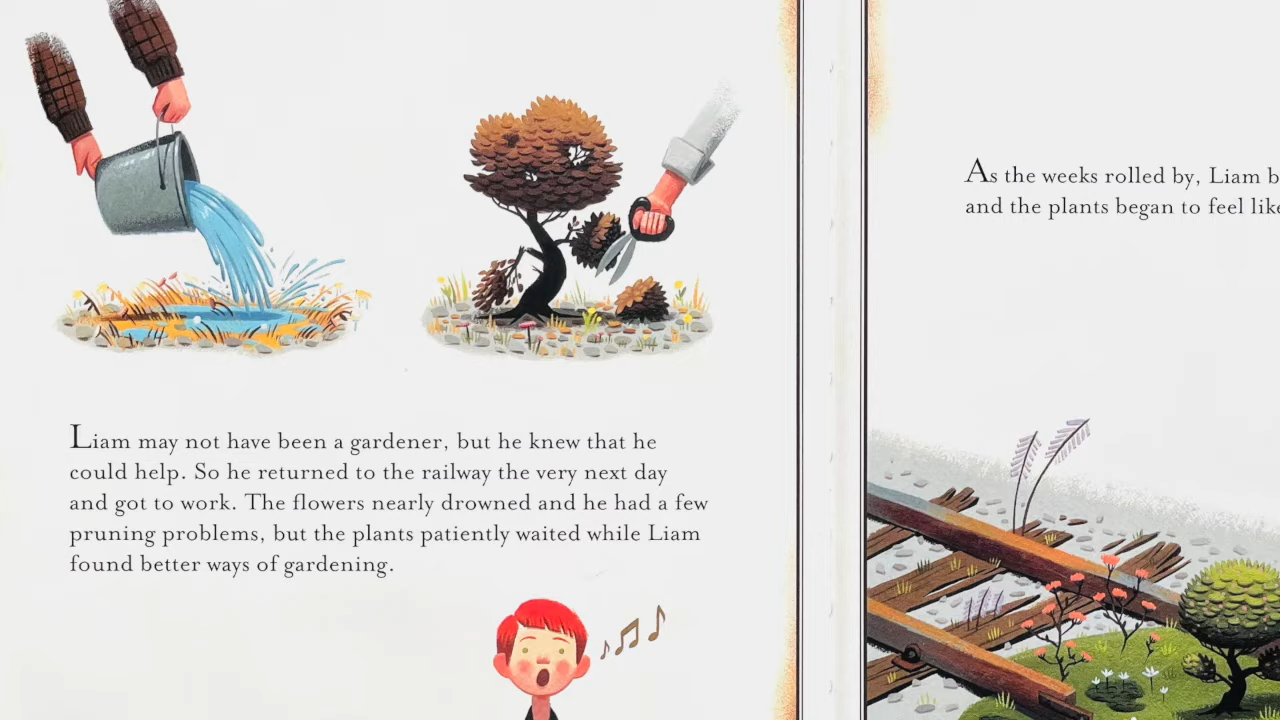 Liam may not have been a gardener, but he knew that he
could help. So he returned to the railway the very next day
and got to work. The flowers nearly drowned and he had a few
pruning problems, but the plants patiently waited while Liam
found better ways of gardening.
As the weeks rolled by, Liam
and the plants began to feel